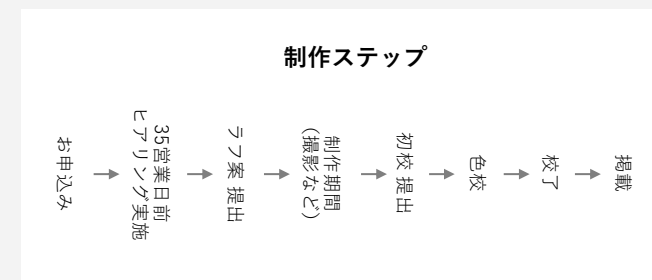 制作ステップ
お申込み
35営業日前
ヒアリング実施
ラフ案 提出
制作期間
(撮影など)
初校 提出
色校
校了
掲載